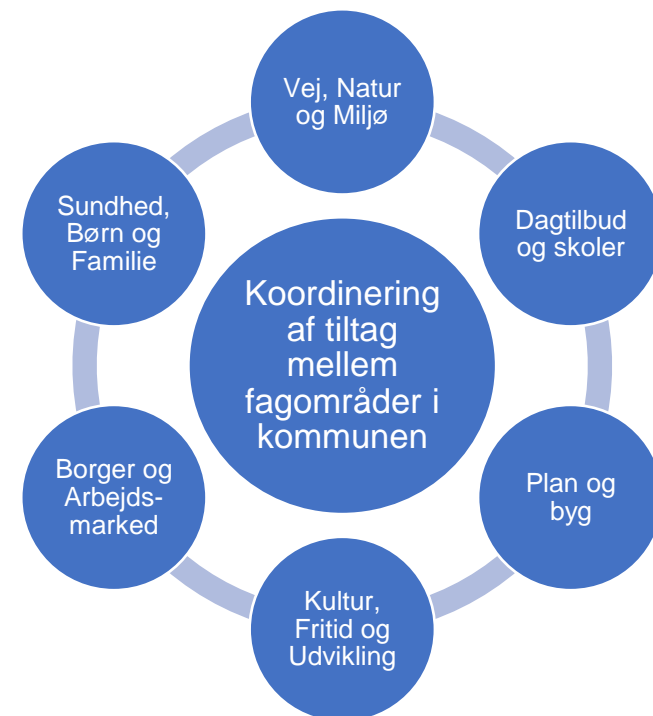 Vej, Natur
og Miljø
Dagtilbud
og skoler
Plan og
byg
Kultur,
Fritid og
Udvikling
Borger og
Arbejds-
marked
Sundhed,
Børn og
Familie
Koordinering
af tiltag
mellem
fagområder i
kommunen